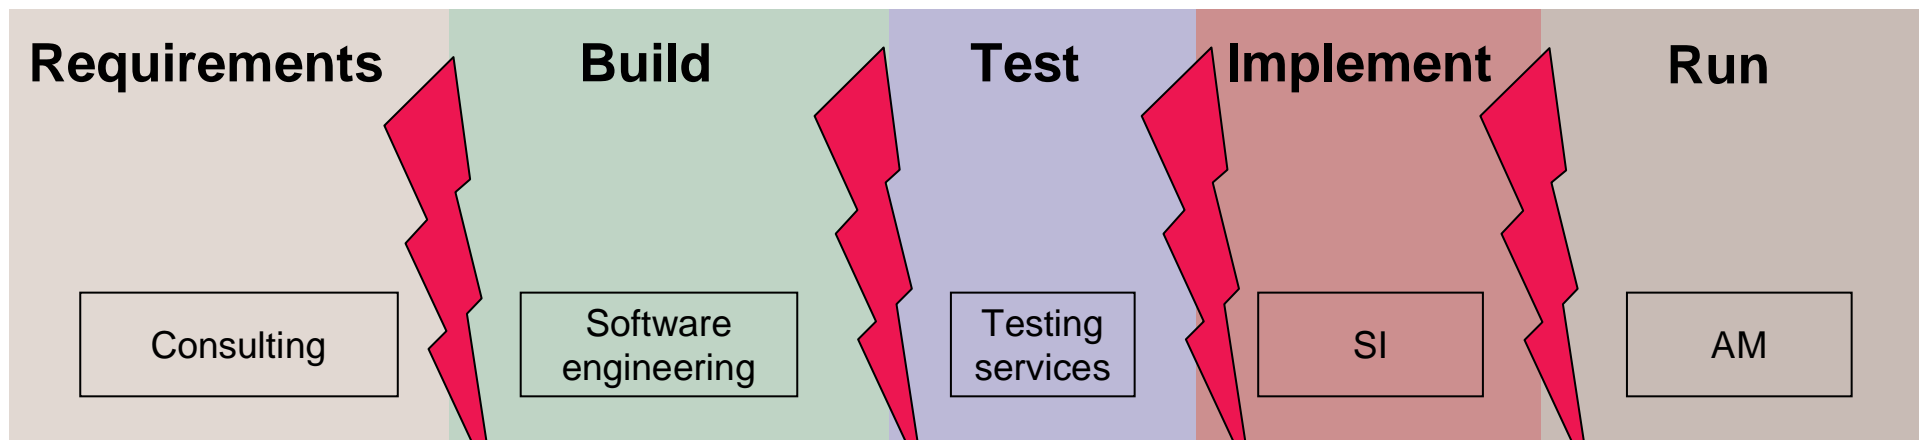 Requirements
Build
Test
Implement
Run
Consulting
Software
engineering
Testing
services
SI
AM